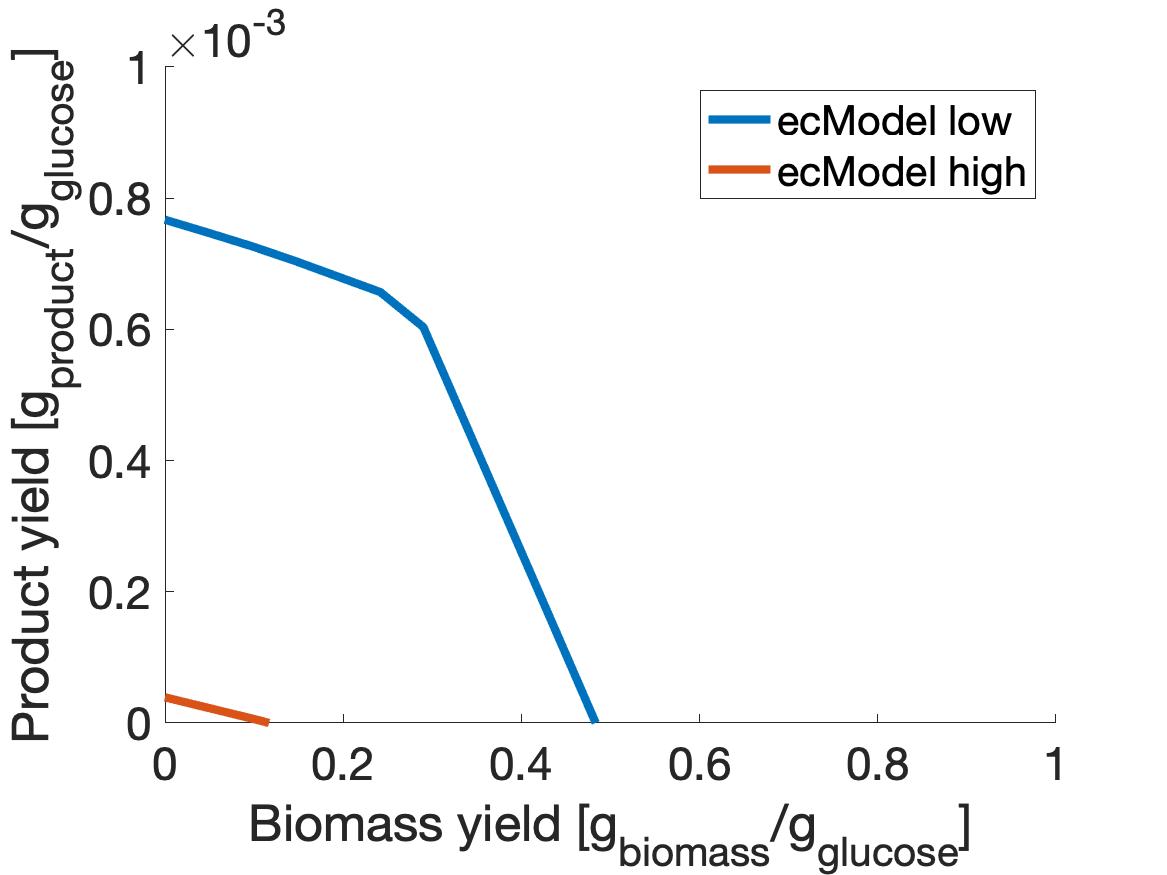 ×10⁻³
1
0.8
0.6
0.4
0.2
0
0 0.2 0.4 0.6 0.8 1
Product yield [g_product/g_glucose]
Biomass yield [g_biomass/g_glucose]
ecModel low
ecModel high